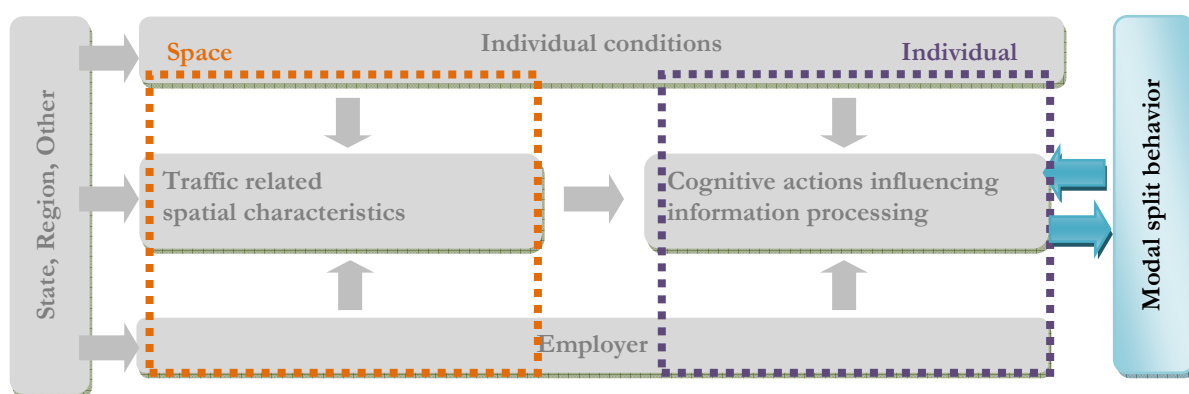 State, Region, Other
Individual conditions
Space
Individual
Traffic related
spatial characteristics
Cognitive actions influencing
information processing
Employer
Modal split behavior